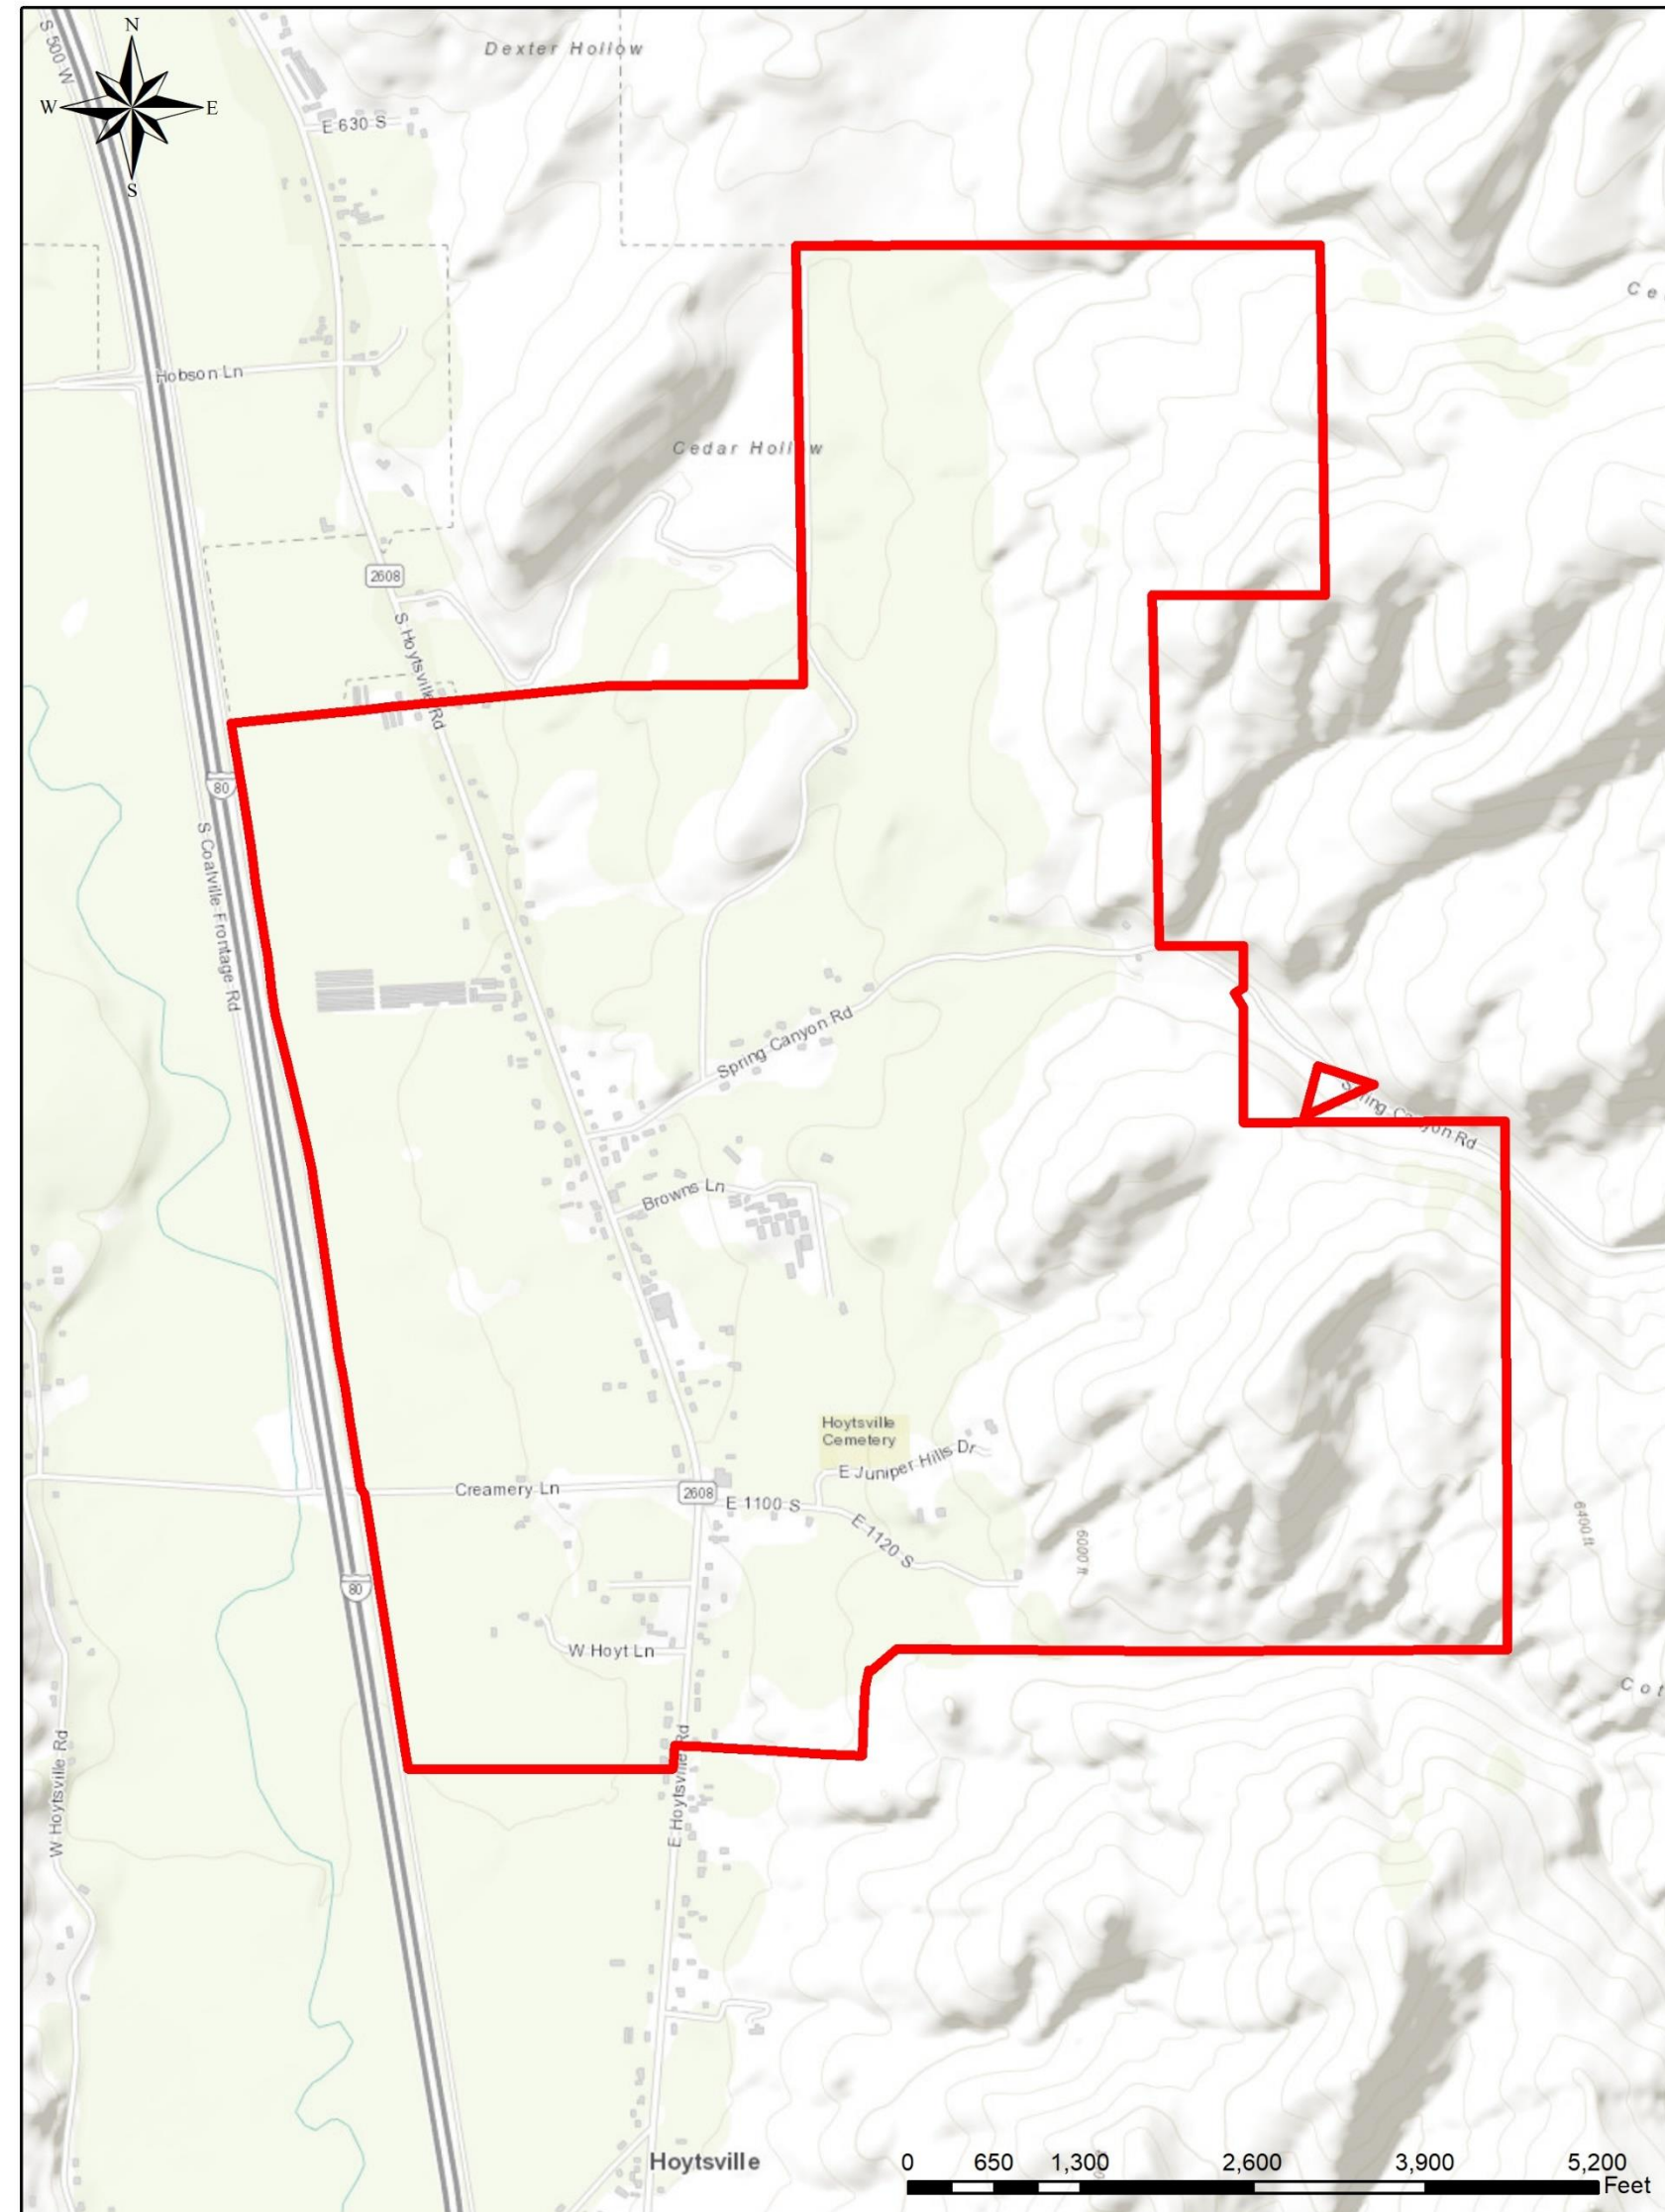 S 500 W
N
W
E
S
Dexter Hollow
E 630 S
Ce
Hobson Ln
Cedar Hollow
2608
S Hoytsville Rd
80
S Coalville Frontage Rd
Spring Canyon Rd
Spring Canyon Rd
Browns Ln
Hoytsville
Cemetery
E Juniper Hills Dr
Creamery Ln
2608
E 1100 S
E 1120 S
6000 ft
6400 ft
80
W Hoyt Ln
Cot
W Hoytsville Rd
E Hoytsville Rd
Hoytsville
0 650 1,300 2,600 3,900 5,200
Feet